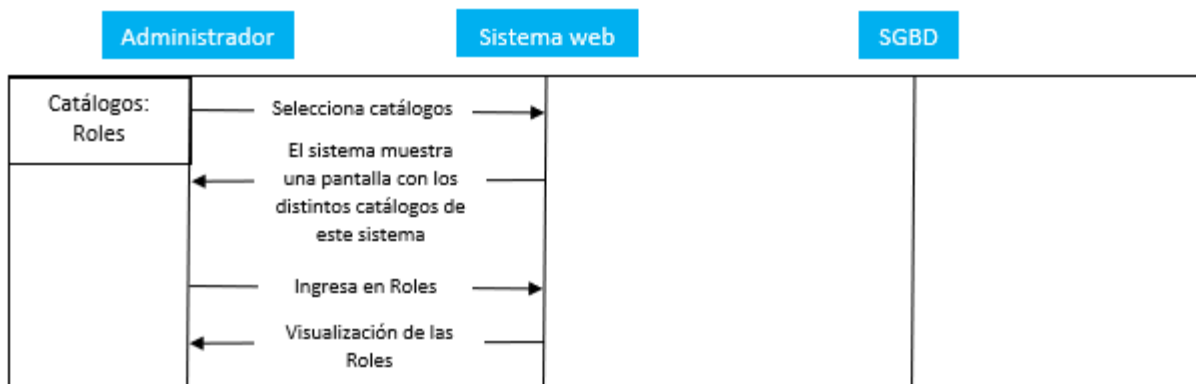 Administrador
Sistema web
SGBD
Catálogos:
Roles
Selecciona catálogos
El sistema muestra
una pantalla con los
distintos catálogos de
este sistema
Ingresa en Roles
Visualización de las
Roles